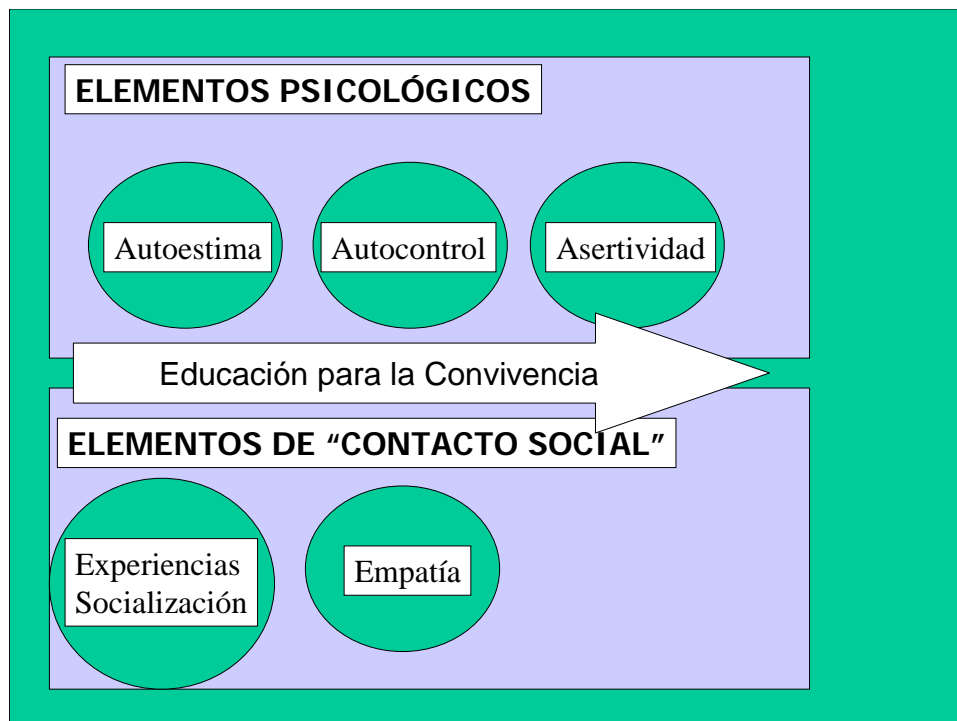 ELEMENTOS PSICOLÓGICOS
Autoestima
Autocontrol
Asertividad
Educación para la Convivencia
ELEMENTOS DE “CONTACTO SOCIAL”
Experiencias
Socialización
Empatía